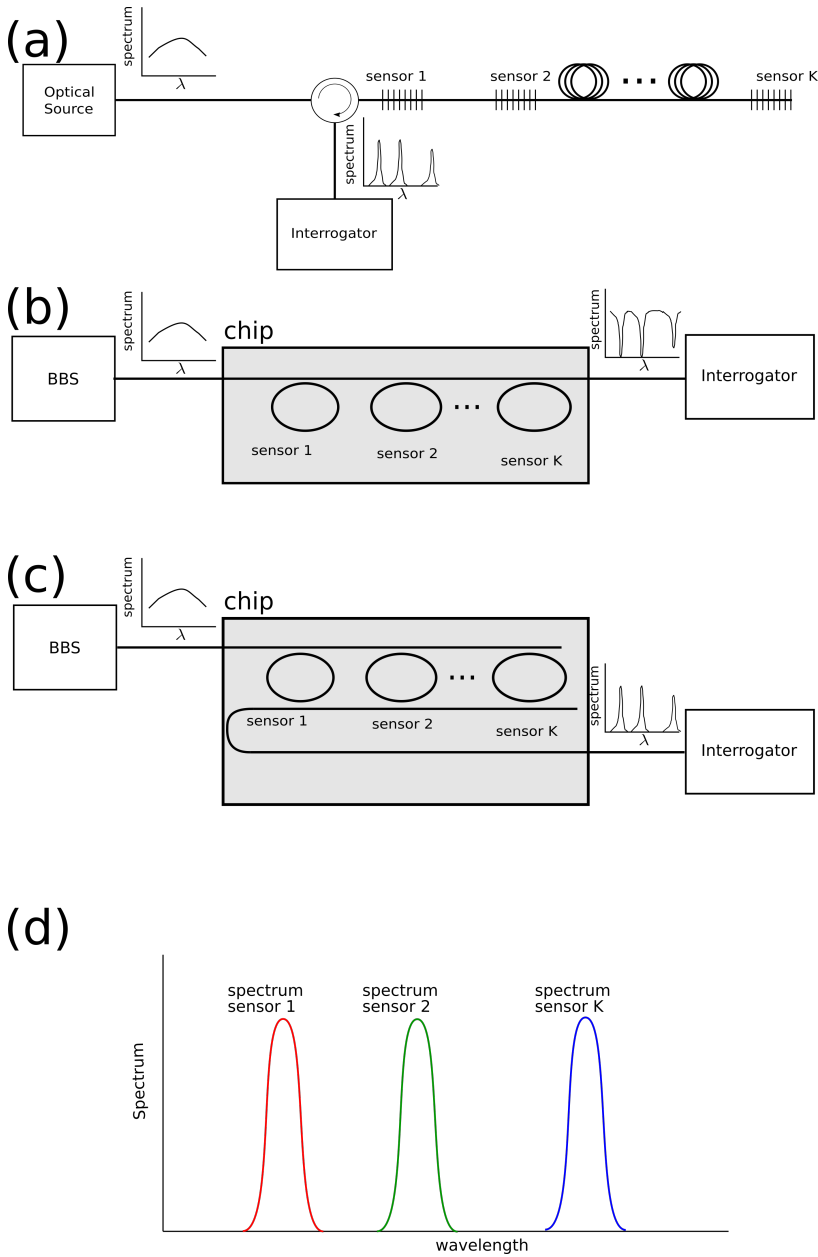 (a)
spectrum
λ
Optical
Source
sensor 1
sensor 2
...
sensor K
spectrum
λ
Interrogator
(b)
spectrum
λ
chip
BBS
sensor 1
sensor 2
...
sensor K
spectrum
λ
Interrogator
(c)
spectrum
λ
chip
BBS
sensor 1
sensor 2
...
sensor K
spectrum
λ
Interrogator
(d)
Spectrum
spectrum
sensor 1
spectrum
sensor 2
spectrum
sensor K
wavelength